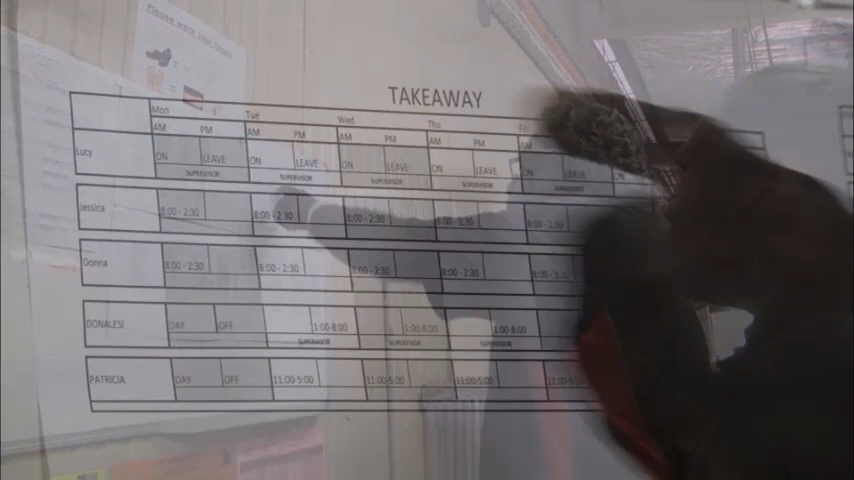 Please wear your
TAKEAWAY
Mon Tue Wed Thu Fri
AM PM AM PM AM PM AM PM AM
Lucy ON LEAVE ON LEAVE ON LEAVE ON LEAVE ON LEAVE ON
SUPERVISOR SUPERVISOR SUPERVISOR SUPERVISOR SUPERVISOR
Jessica 8:00 - 2:30 8:00 - 2:30 8:00 - 2:30 8:00 - 2:30 8:00 - 2:30
Donna 8:00 - 2:30 8:00 - 2:30 8:00 - 2:30 8:00 - 2:30 8:00 - 2:30
DONALESI DAY OFF 1:00-8:00 1:00-8:00 1:00-8:00
SUPERVISOR SUPERVISOR SUPERVISOR
PATRICIA DAY OFF 11:00-5:00 11:00-5:00 11:00-5:00 11:00-5:00